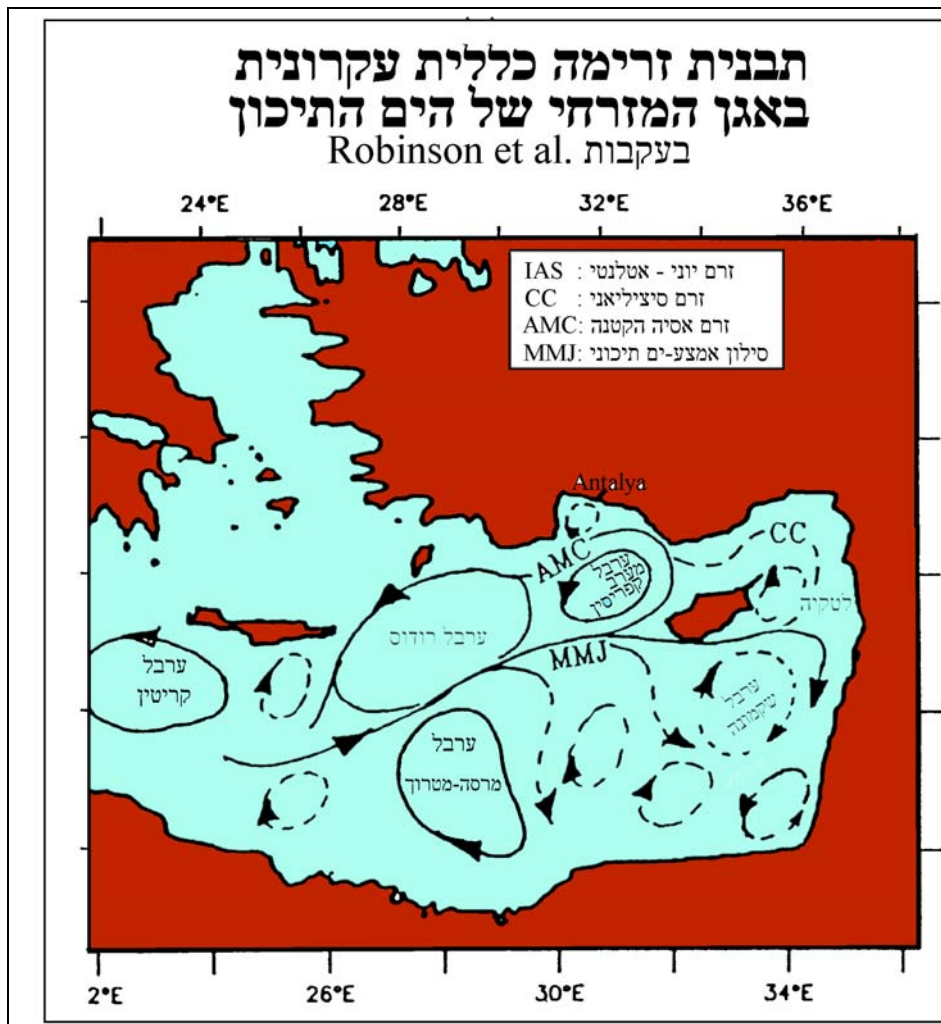 תבנית זרימה כללית עקרונית
באגן המזרחי של הים התיכון
בעקבות Robinson et al.
24°E 28°E 32°E 36°E
IAS : זרם יוני - אטלנטי
CC : זרם סיציליאני
AMC: זרם אסיה הקטנה
MMJ: סילון אמצע-ים תיכוני
Antalya
CC
AMC
ערבל
מערב
קפריסין
לטקיה
ערבל רודוס
MMJ
ערבל
קריטין
ערבל
שקמונה
ערבל
מרסה-מטרוך
2°E 26°E 30°E 34°E